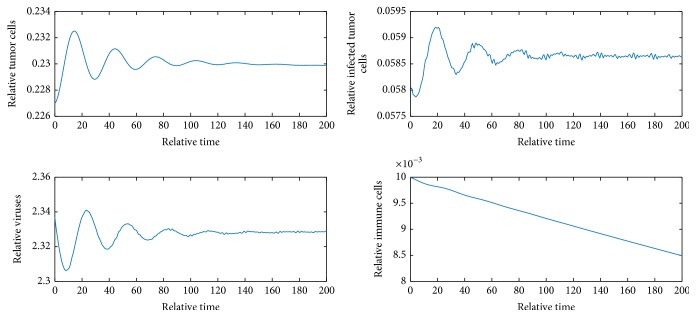 0.234
0.232
0.23
0.228
0.226
0 20 40 60 80 100 120 140 160 180 200
Relative time
Relative tumor cells
0.0595
0.059
0.0585
0.058
0.0575
0 20 40 60 80 100 120 140 160 180 200
Relative time
Relative infected tumor
cells
2.36
2.34
2.32
2.3
0 20 40 60 80 100 120 140 160 180 200
Relative time
Relative viruses
×10⁻³
10
9.5
9
8.5
8
0 20 40 60 80 100 120 140 160 180 200
Relative time
Relative immune cells